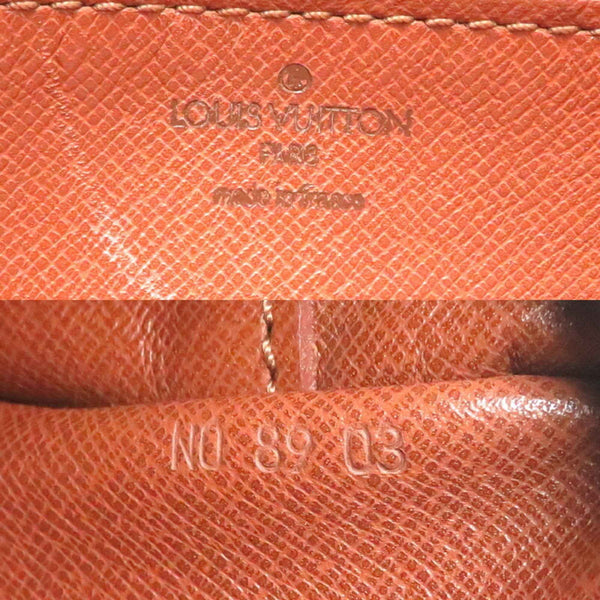 LOUIS VUITTON
PARIS
made in France
NO 89 03